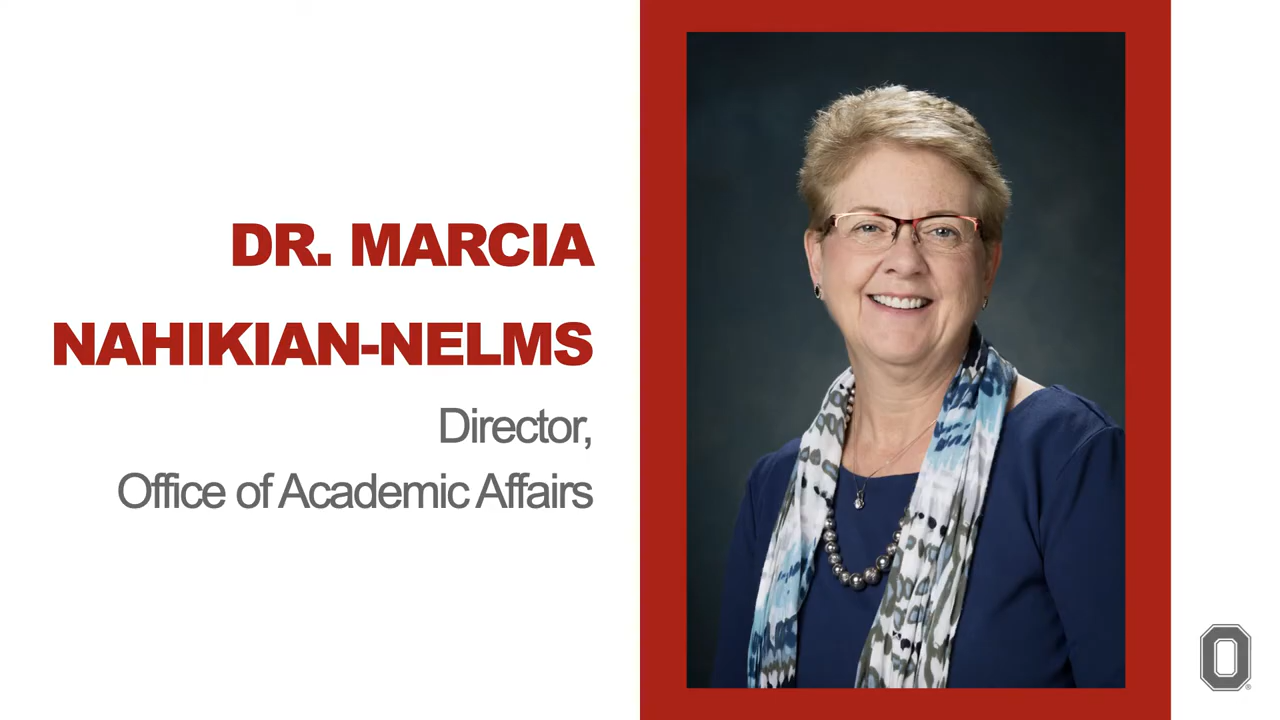 DR. MARCIA
NAHIKIAN-NELMS
Director,
Office of Academic Affairs
O